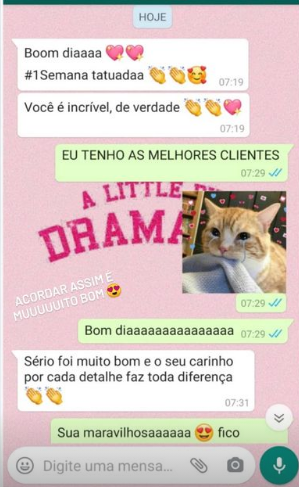 HOJE
Boom diaaaa 💖💖
#1Semana tatuadaa 👏👏🥰
07:19
Você é incrível, de verdade 👏👏💖
07:19
EU TENHO AS MELHORES CLIENTES
07:29
A LITTLE
DRAMA
ACORDAR ASSIM É
MUUUUUITO BOM 😍
07:29
Bom diaaaaaaaaaaaaaaa
07:29
Sério foi muito bom e o seu carinho
por cada detalhe faz toda diferença
👏👏
07:31
Sua maravilhosaaaaaa 😍 fico
Digite uma mensa...